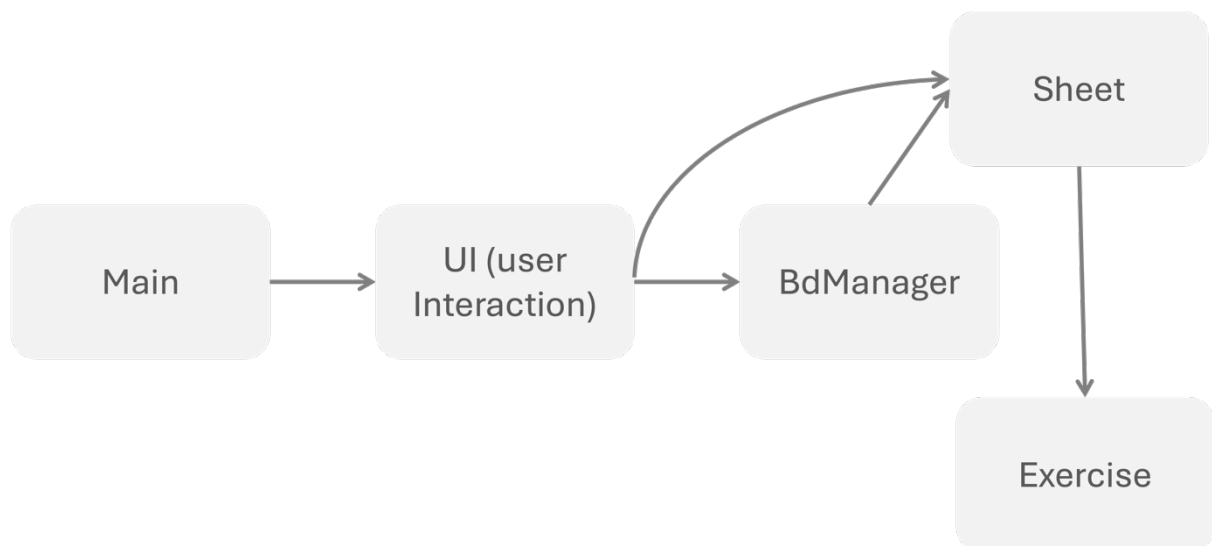 Sheet
Main
UI (user
Interaction)
BdManager
Exercise